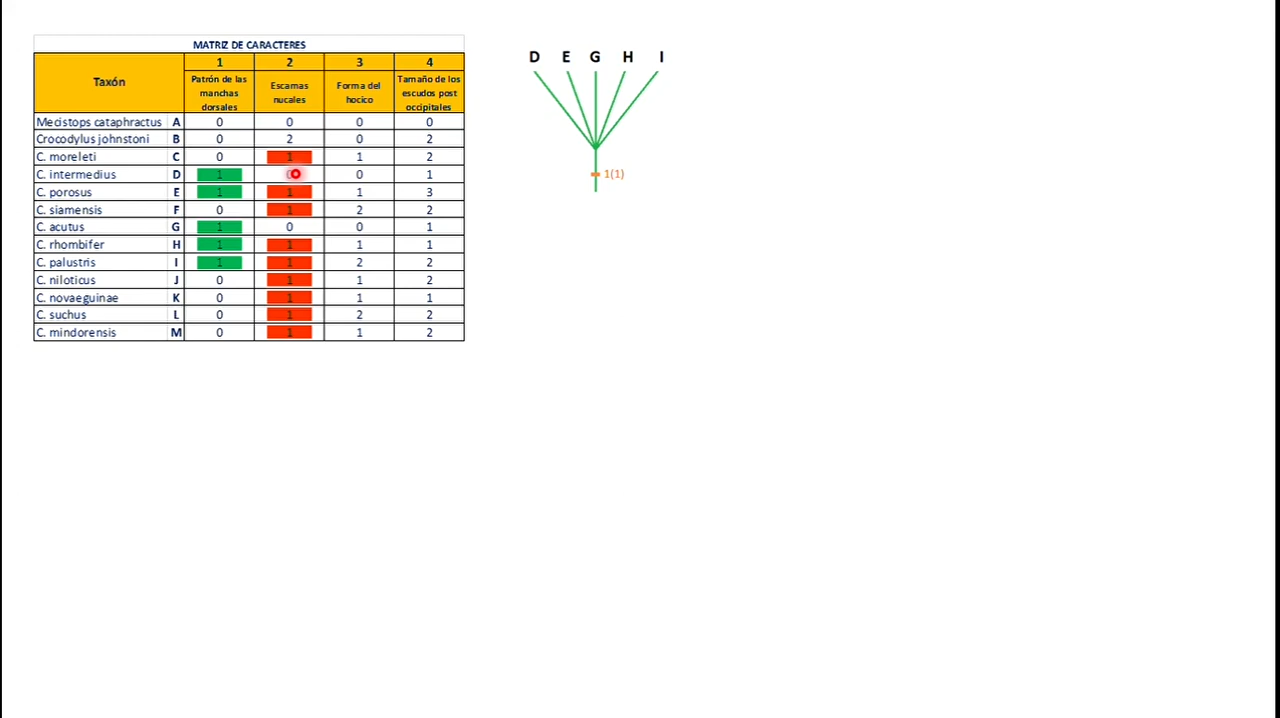 MATRIZ DE CARACTERES
Taxón 1 2 3 4
Patrón de las manchas dorsales
Escamas nucales
Forma del hocico
Tamaño de los escudos post occipitales
Mecistops cataphractus A 0 0 0 0
Crocodylus johnstoni B 0 2 0 2
C. moreleti C 0 1 1 2
C. intermedius D 1 0 0 1
C. porosus E 1 1 1 3
C. siamensis F 0 1 2 2
C. acutus G 1 0 0 1
C. rhombifer H 1 1 1 1
C. palustris I 1 1 2 2
C. niloticus J 0 1 1 2
C. novaeguinae K 0 1 1 1
C. suchus L 0 1 2 2
C. mindorensis M 0 1 1 2
D E G H I
1(1)